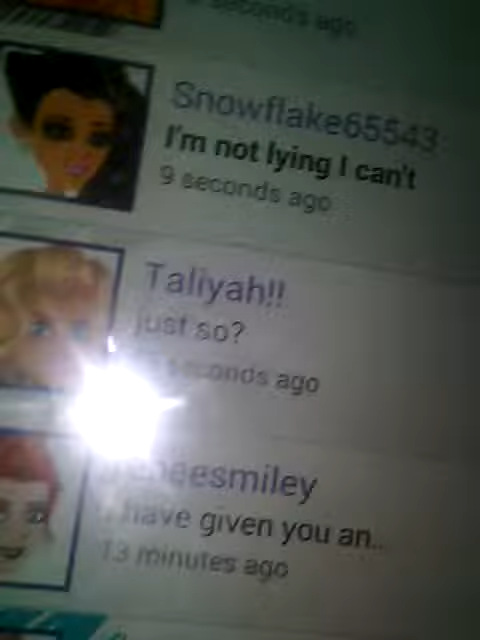 seconds ago
Snowflake65543
I'm not lying I can't
9 seconds ago
Taliyah!!
just so?
seconds ago
have given you an..
13 minutes ago